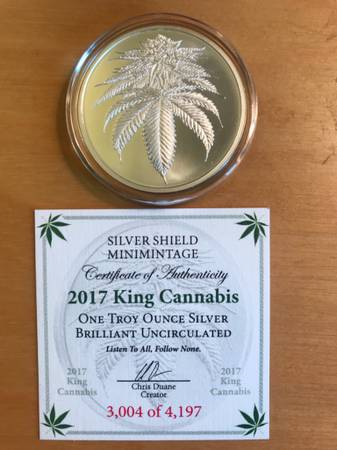 SILVER SHIELD
MINIMINTAGE
Certificate of Authenticity
2017 King Cannabis
ONE TROY OUNCE SILVER
BRILLIANT UNCIRCULATED
Listen To All, Follow None.
2017
King
Cannabis
Chris Duane
Creator
2017
King
Cannabis
3,004 of 4,197